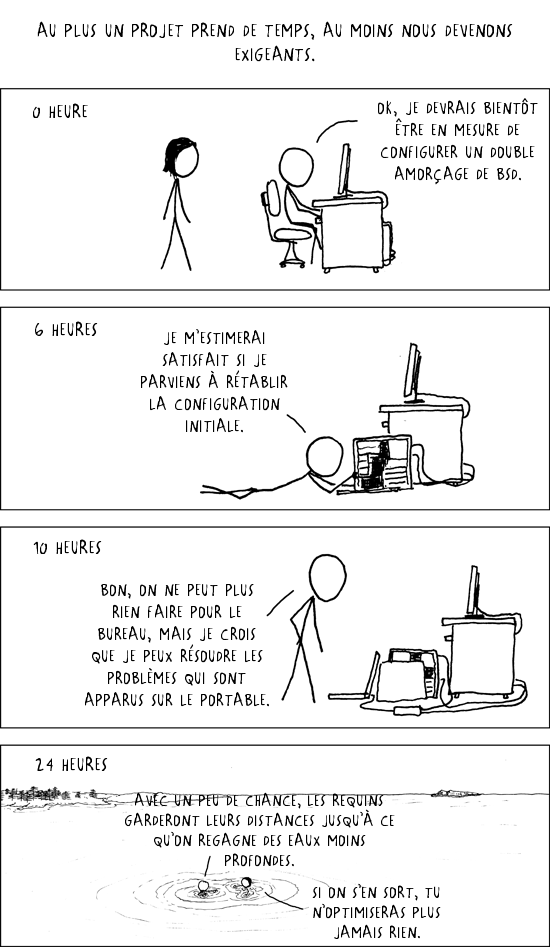 AU PLUS UN PROJET PREND DE TEMPS, AU MOINS NOUS DEVENONS
EXIGEANTS.
0 HEURE
OK, JE DEVRAIS BIENTÔT
ÊTRE EN MESURE DE
CONFIGURER UN DOUBLE
AMORÇAGE DE BSD.
6 HEURES
JE M'ESTIMERAI
SATISFAIT SI JE
PARVIENS À RÉTABLIR
LA CONFIGURATION
INITIALE.
10 HEURES
BON, ON NE PEUT PLUS
RIEN FAIRE POUR LE
BUREAU, MAIS JE CROIS
QUE JE PEUX RÉSOUDRE LES
PROBLÈMES QUI SONT
APPARUS SUR LE PORTABLE.
24 HEURES
AVEC UN PEU DE CHANCE, LES REQUINS
GARDERONT LEURS DISTANCES JUSQU'À CE
QU'ON REGAGNE DES EAUX MOINS
PROFONDES.
SI ON S'EN SORT, TU
N'OPTIMISERAS PLUS
JAMAIS RIEN.